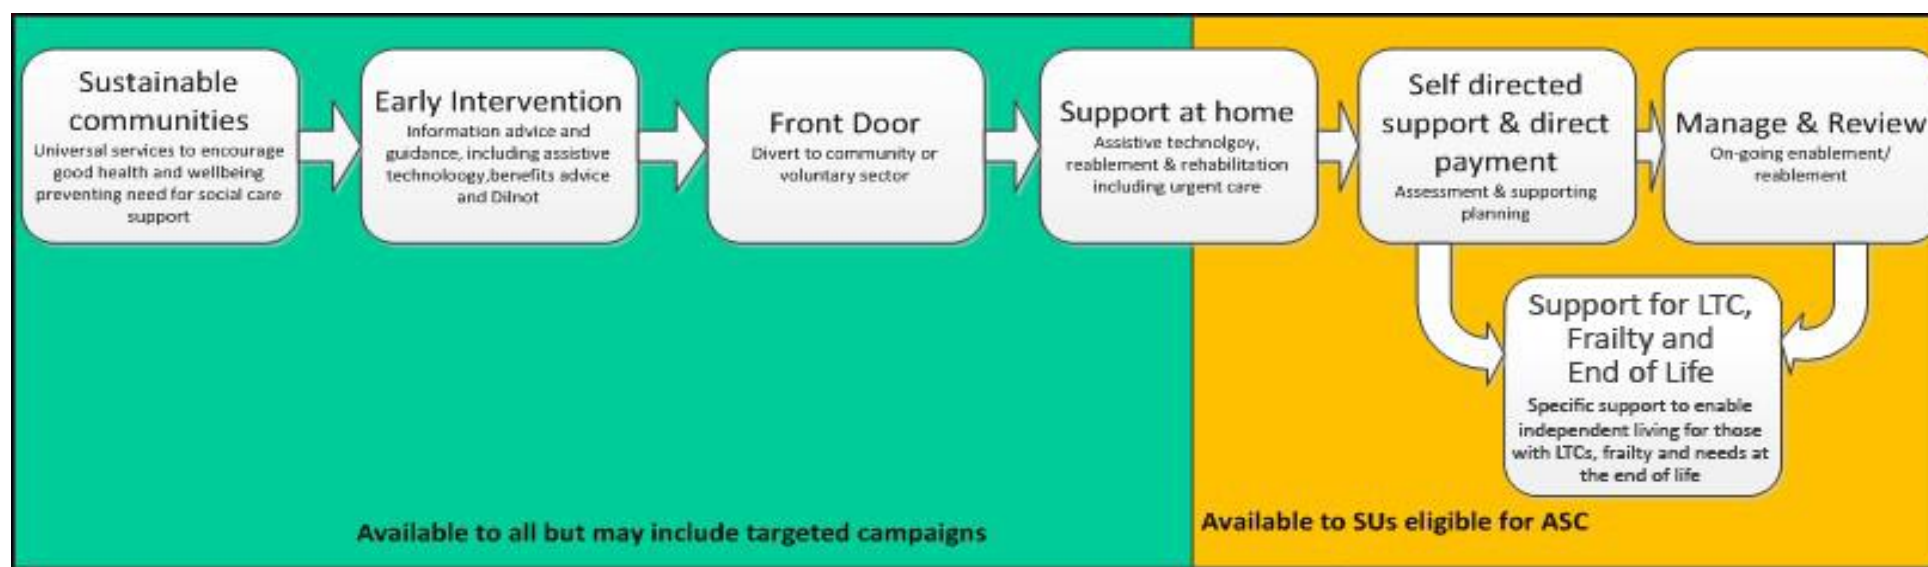 Sustainable
communities
Universal services to encourage
good health and wellbeing
preventing need for social care
support
Early Intervention
Information advice and
guidance, including assistive
technoloogy,benefits advice
and Dilnot
Front Door
Divert to community or
voluntary sector
Support at home
Assistive technolgoy,
reablement & rehabilitation
including urgent care
Self directed
support & direct
payment
Assessment & supporting
planning
Manage & Review
On-going enablement/
reablement
Support for LTC,
Frailty and
End of Life
Specific support to enable
independent living for those
with LTCs, frailty and needs at
the end of life
Available to all but may include targeted campaigns
Available to SUs eligible for ASC